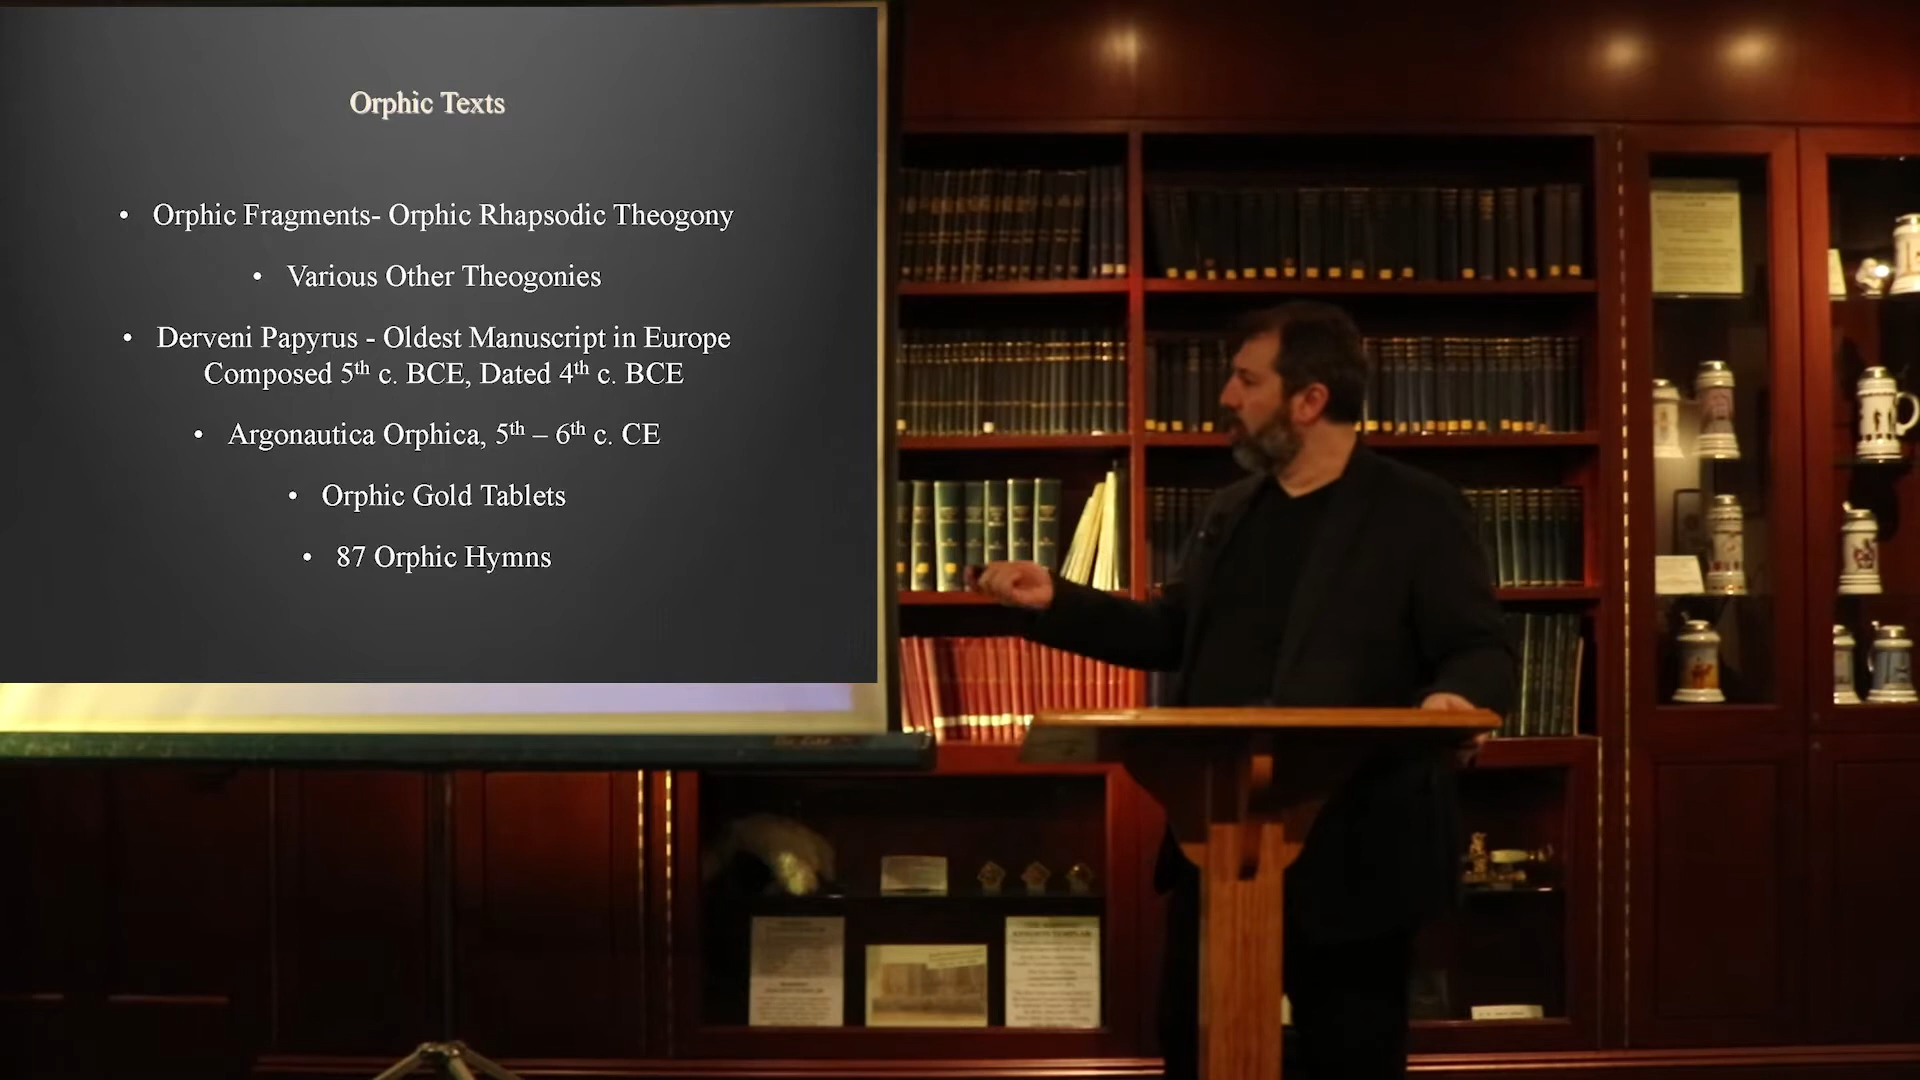 Orphic Texts
• Orphic Fragments- Orphic Rhapsodic Theogony
• Various Other Theogonies
• Derveni Papyrus - Oldest Manuscript in Europe
Composed 5th c. BCE, Dated 4th c. BCE
• Argonautica Orphica, 5th – 6th c. CE
• Orphic Gold Tablets
• 87 Orphic Hymns